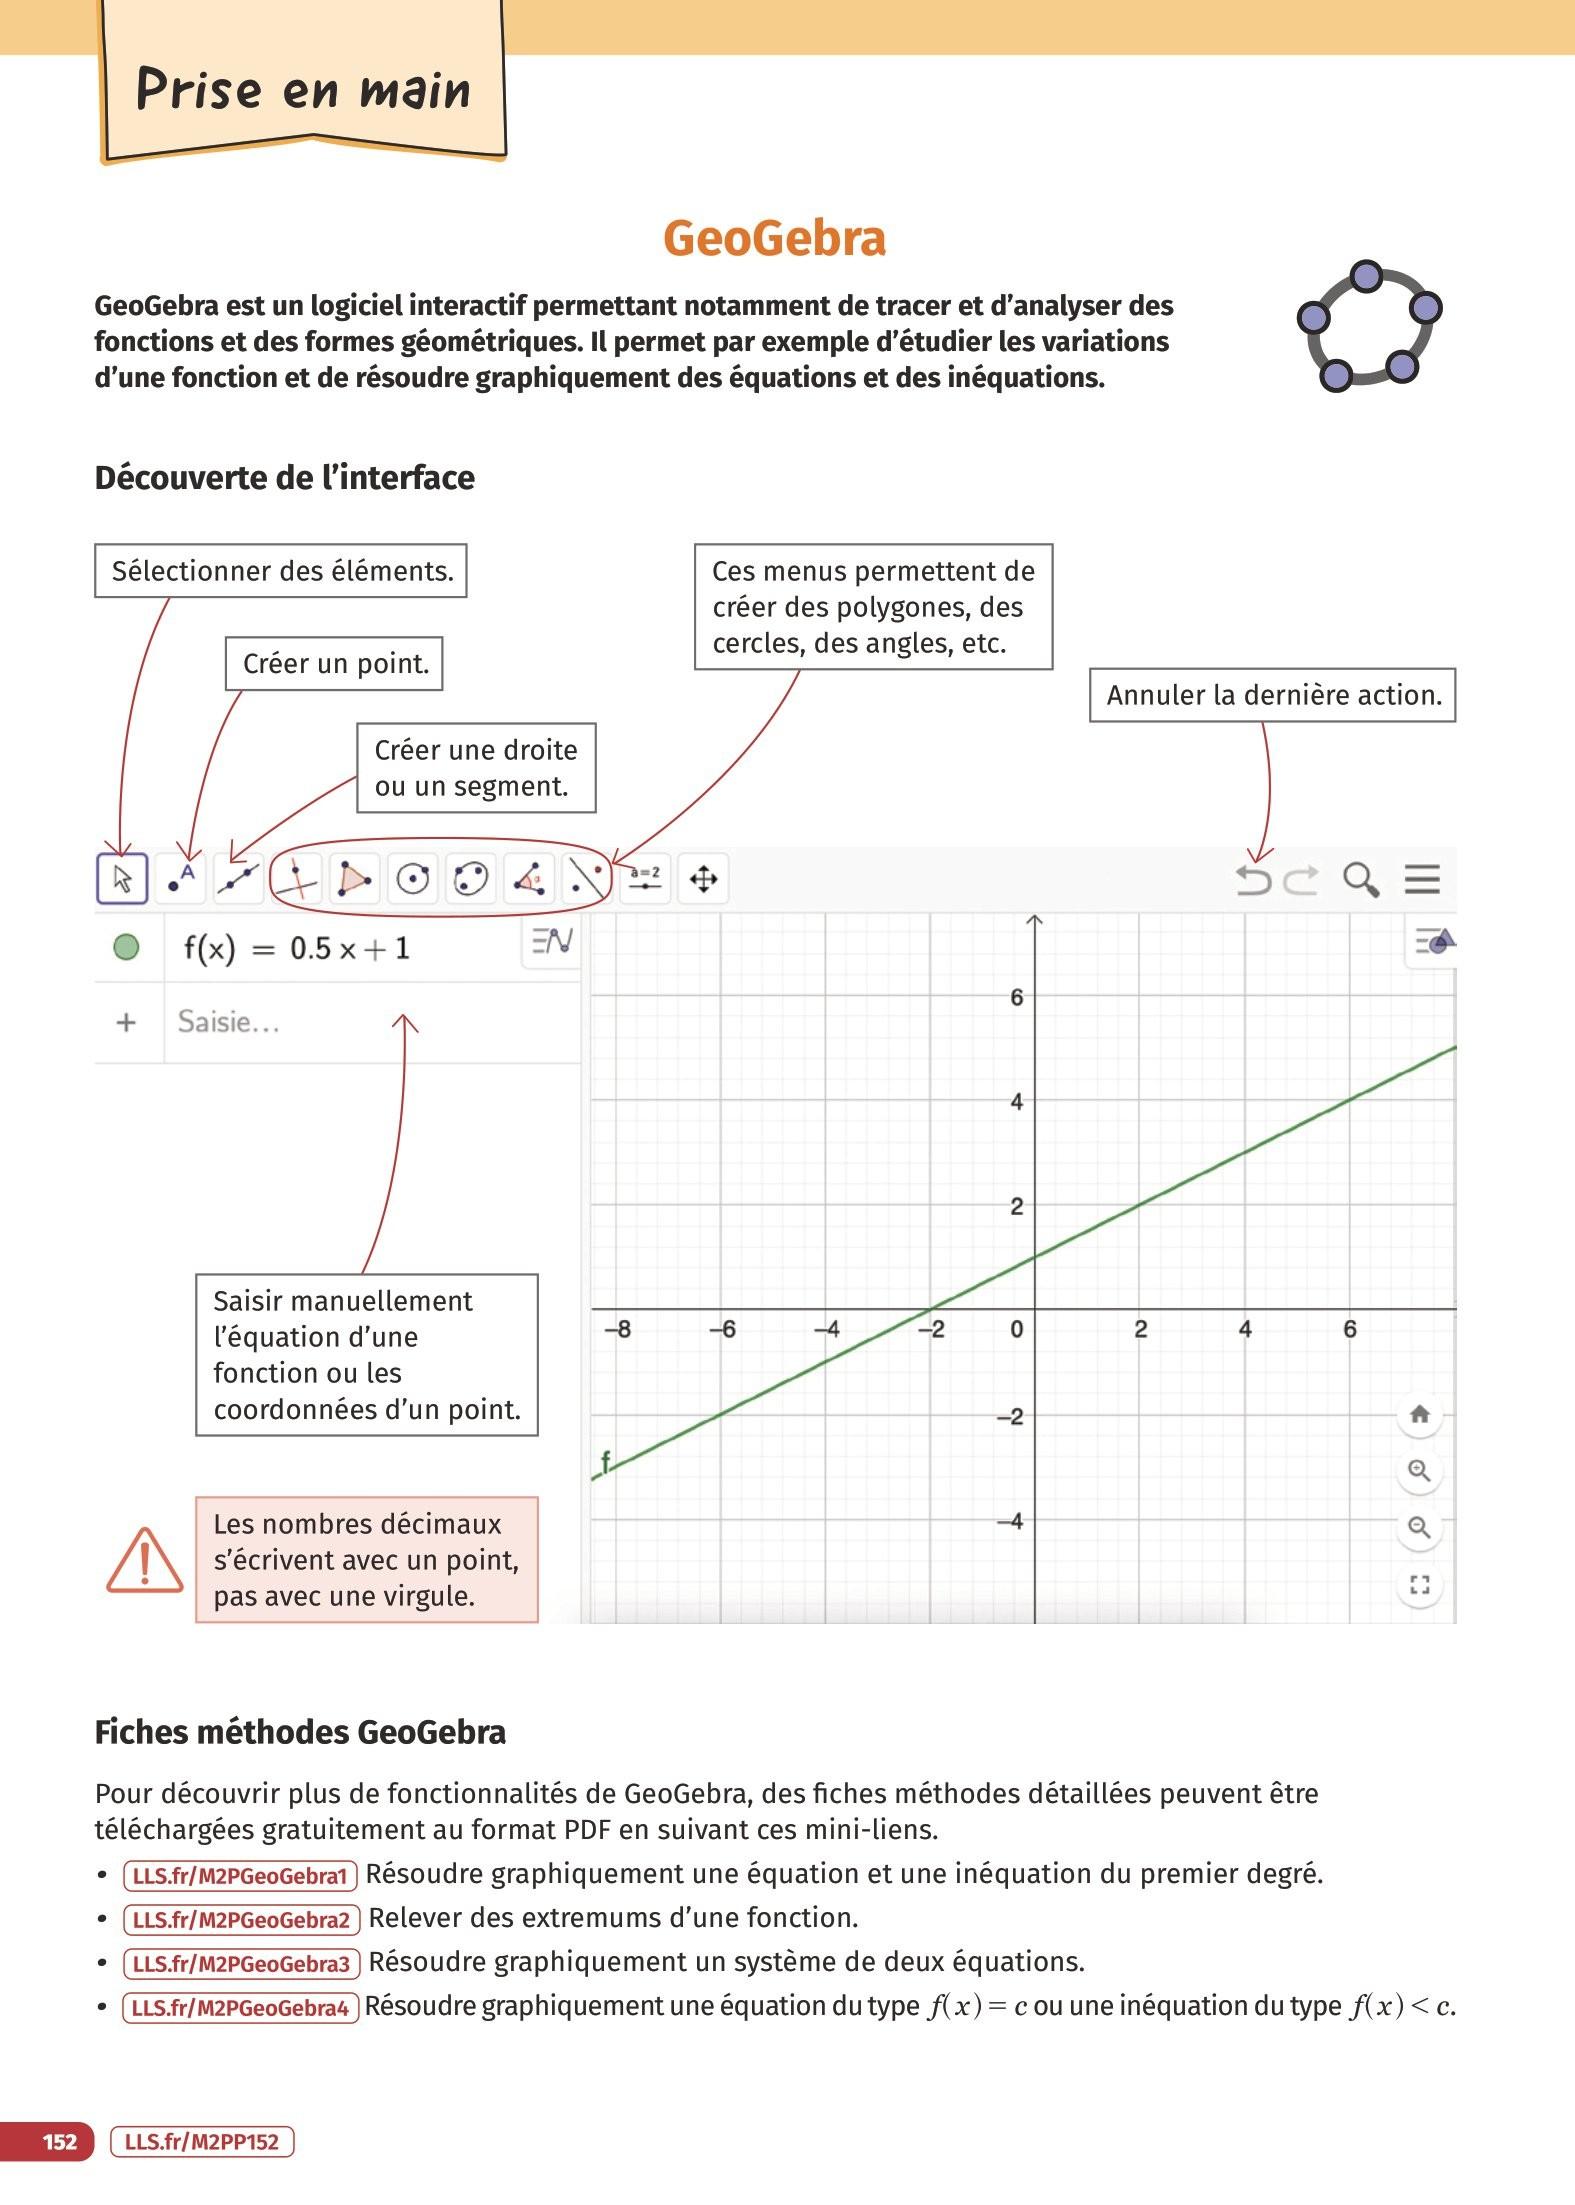 Prise en main
GeoGebra
GeoGebra est un logiciel interactif permettant notamment de tracer et d’analyser des
fonctions et des formes géométriques. Il permet par exemple d’étudier les variations
d’une fonction et de résoudre graphiquement des équations et des inéquations.
Découverte de l’interface
Sélectionner des éléments.
Créer un point.
Créer une droite
ou un segment.
Ces menus permettent de
créer des polygones, des
cercles, des angles, etc.
Annuler la dernière action.
A
α
a=2
f(x) = 0.5 x + 1
+ Saisie...
6
4
2
–8 –6 –4 –2 0 2 4 6
–2
–4
f
Saisir manuellement
l’équation d’une
fonction ou les
coordonnées d’un point.
Les nombres décimaux
s’écrivent avec un point,
pas avec une virgule.
Fiches méthodes GeoGebra
Pour découvrir plus de fonctionnalités de GeoGebra, des fiches méthodes détaillées peuvent être
téléchargées gratuitement au format PDF en suivant ces mini-liens.
• LLS.fr/M2PGeoGebra1 Résoudre graphiquement une équation et une inéquation du premier degré.
• LLS.fr/M2PGeoGebra2 Relever des extremums d’une fonction.
• LLS.fr/M2PGeoGebra3 Résoudre graphiquement un système de deux équations.
• LLS.fr/M2PGeoGebra4 Résoudre graphiquement une équation du type f(x) = c ou une inéquation du type f(x) < c.
152 LLS.fr/M2PP152